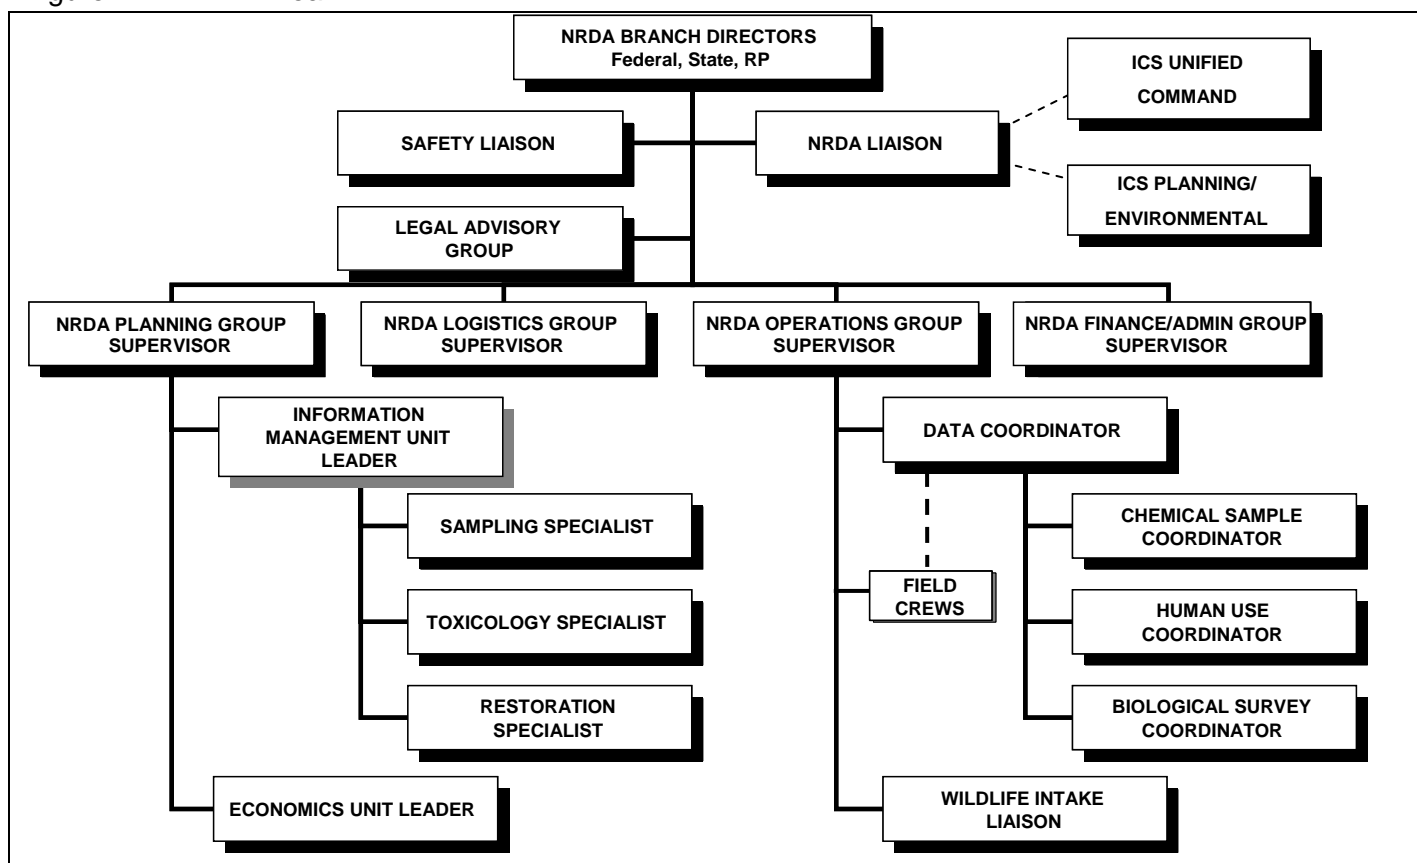 NRDA BRANCH DIRECTORS
Federal, State, RP
ICS UNIFIED
COMMAND
SAFETY LIAISON
NRDA LIAISON
ICS PLANNING/
ENVIRONMENTAL
LEGAL ADVISORY
GROUP
NRDA PLANNING GROUP
SUPERVISOR
NRDA LOGISTICS GROUP
SUPERVISOR
NRDA OPERATIONS GROUP
SUPERVISOR
NRDA FINANCE/ADMIN GROUP
SUPERVISOR
INFORMATION
MANAGEMENT UNIT
LEADER
DATA COORDINATOR
SAMPLING SPECIALIST
CHEMICAL SAMPLE
COORDINATOR
FIELD
CREWS
TOXICOLOGY SPECIALIST
HUMAN USE
COORDINATOR
RESTORATION
SPECIALIST
BIOLOGICAL SURVEY
COORDINATOR
ECONOMICS UNIT LEADER
WILDLIFE INTAKE
LIAISON